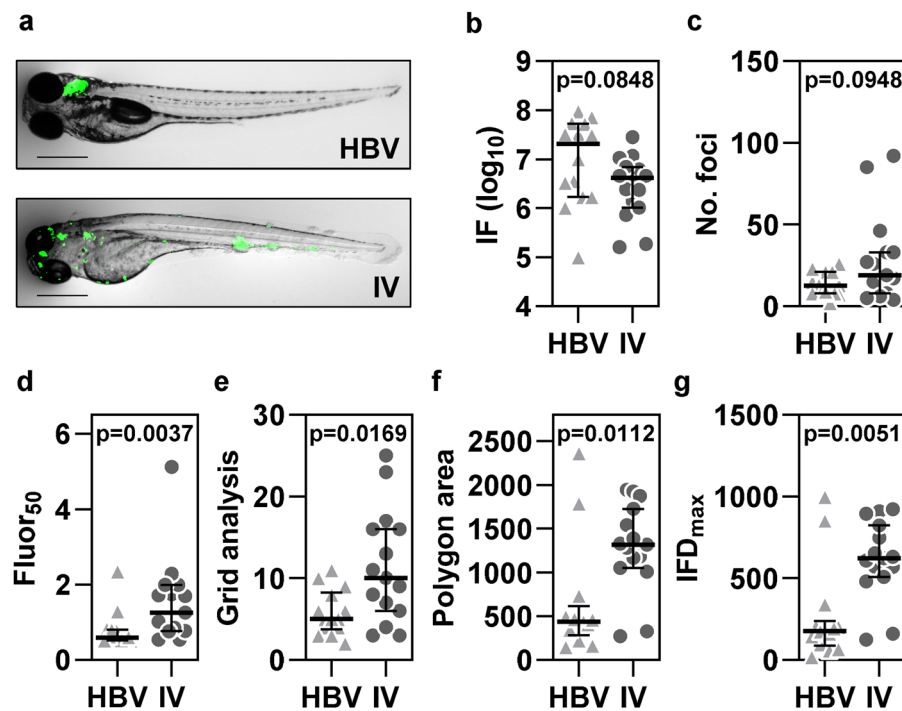 a
HBV
IV
b
9
8
7
6
5
4
IF (log10)
p=0.0848
HBV IV
c
150
100
50
0
No. foci
p=0.0948
HBV IV
d
6
4
2
0
Fluor50
p=0.0037
HBV IV
e
30
20
10
0
Grid analysis
p=0.0169
HBV IV
f
2500
2000
1500
1000
500
0
Polygon area
p=0.0112
HBV IV
g
1500
1000
500
0
IFDmax
p=0.0051
HBV IV